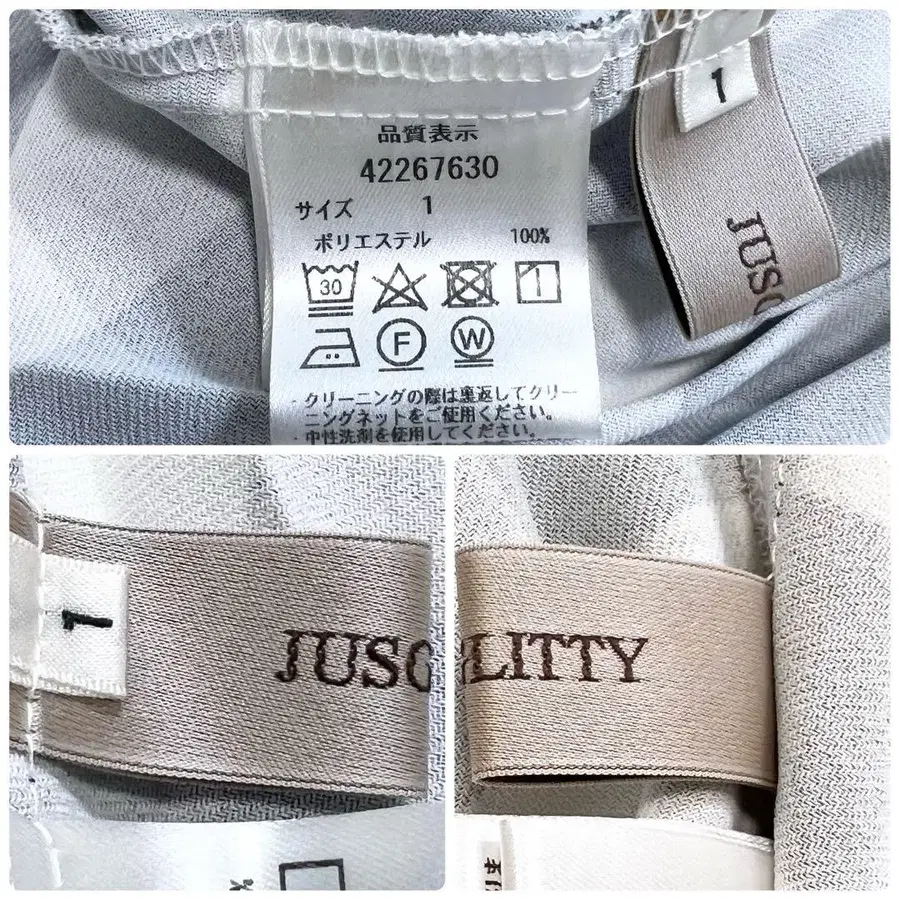 品質表示
42267630
サイズ 1
ポリエステル 100%
30
F
W
・クリーニングの際は裏返してクリー
ニングネットをご使用ください。
・中性洗剤を使用してください。
1
JUSG
1
JUSG
LITTY